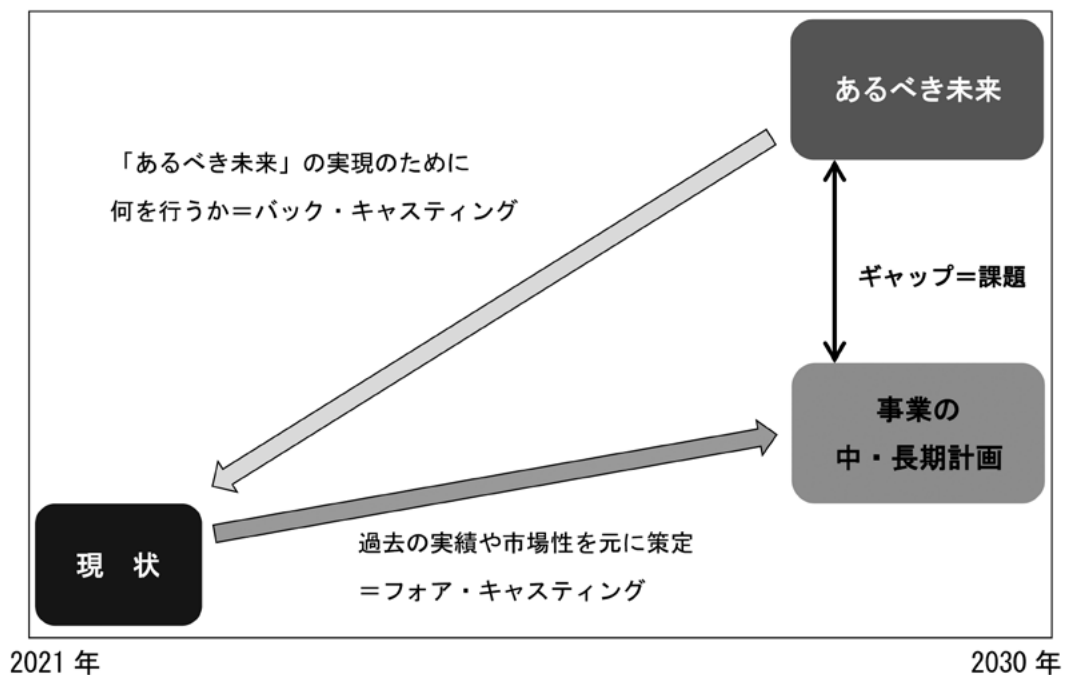 あるべき未来
「あるべき未来」の実現のために
何を行うか＝バック・キャスティング
ギャップ＝課題
事業の
中・長期計画
現　状
過去の実績や市場性を元に策定
＝フォア・キャスティング
2021 年
2030 年